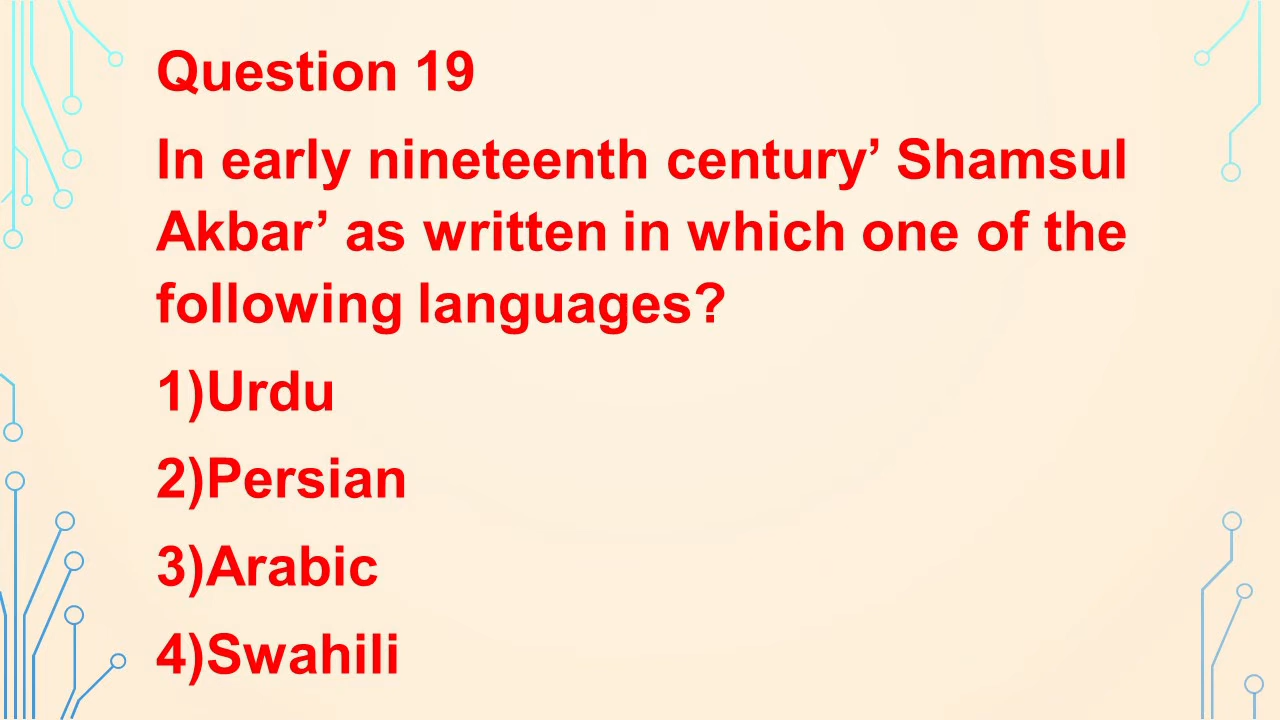 Question 19
In early nineteenth century’ Shamsul
Akbar’ as written in which one of the
following languages?
1)Urdu
2)Persian
3)Arabic
4)Swahili